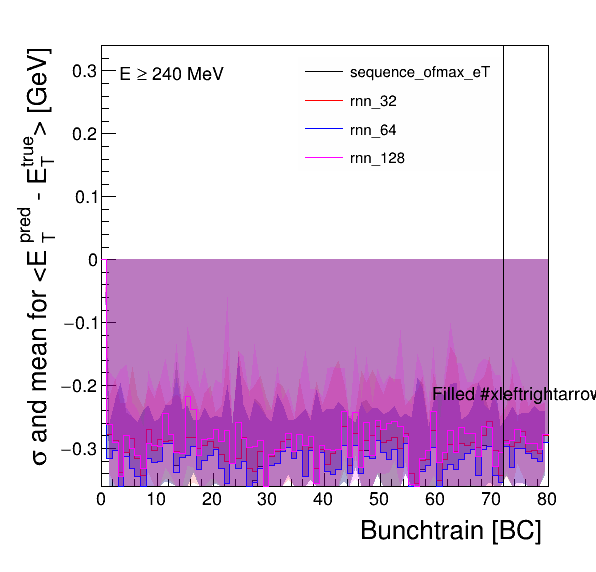 σ and mean for <E_T^pred - E_T^true> [GeV]
E ≥ 240 MeV
sequence_ofmax_eT
rnn_32
rnn_64
rnn_128
0.3
0.2
0.1
0
−0.1
−0.2
−0.3
Filled #xleftrightarrow
0 10 20 30 40 50 60 70 80
Bunchtrain [BC]